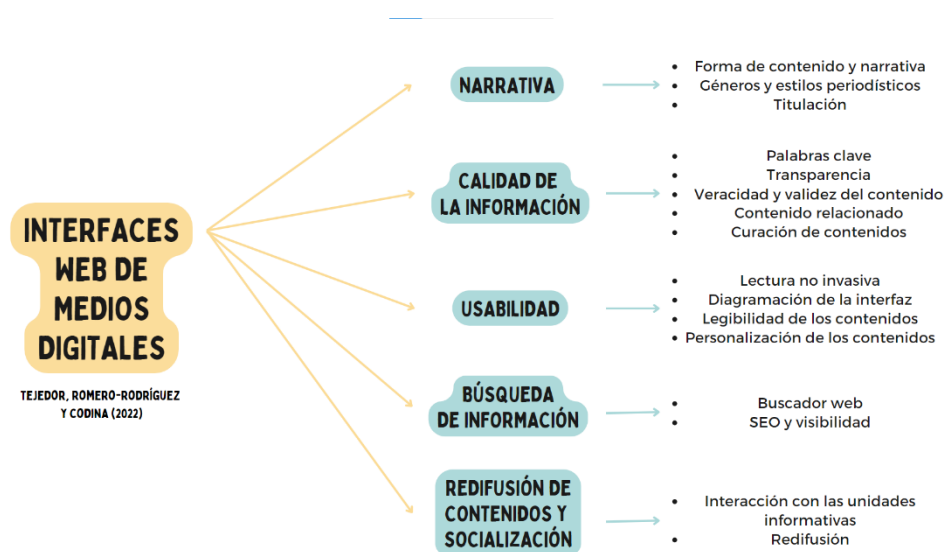 INTERFACES
WEB DE
MEDIOS
DIGITALES
TEJEDOR, ROMERO-RODRÍGUEZ
Y CODINA (2022)
NARRATIVA
• Forma de contenido y narrativa
• Géneros y estilos periodísticos
• Titulación
CALIDAD DE
LA INFORMACIÓN
• Palabras clave
• Transparencia
• Veracidad y validez del contenido
• Contenido relacionado
• Curación de contenidos
USABILIDAD
• Lectura no invasiva
• Diagramación de la interfaz
• Legibilidad de los contenidos
• Personalización de los contenidos
BÚSQUEDA
DE INFORMACIÓN
• Buscador web
• SEO y visibilidad
REDIFUSIÓN DE
CONTENIDOS Y
SOCIALIZACIÓN
• Interacción con las unidades
informativas
• Redifusión